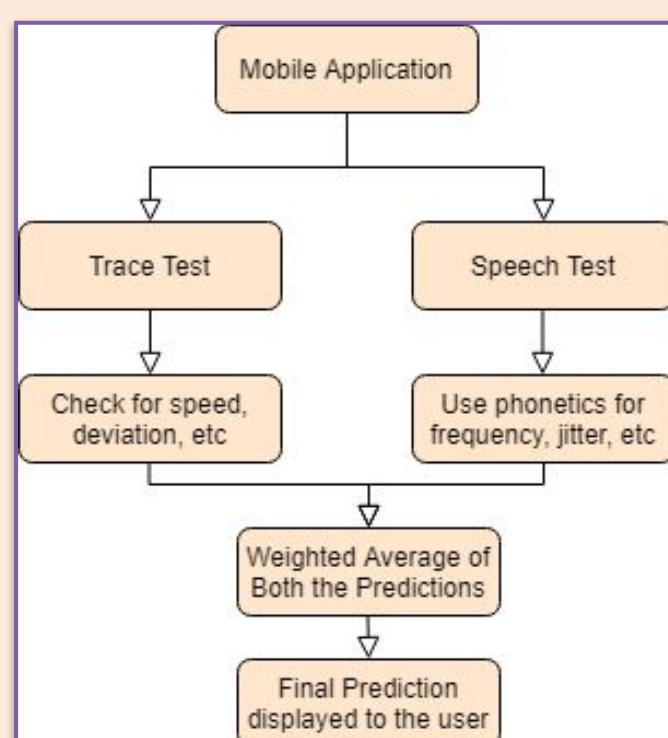 Mobile Application
Trace Test
Speech Test
Check for speed,
deviation, etc
Use phonetics for
frequency, jitter, etc
Weighted Average of
Both the Predictions
Final Prediction
displayed to the user